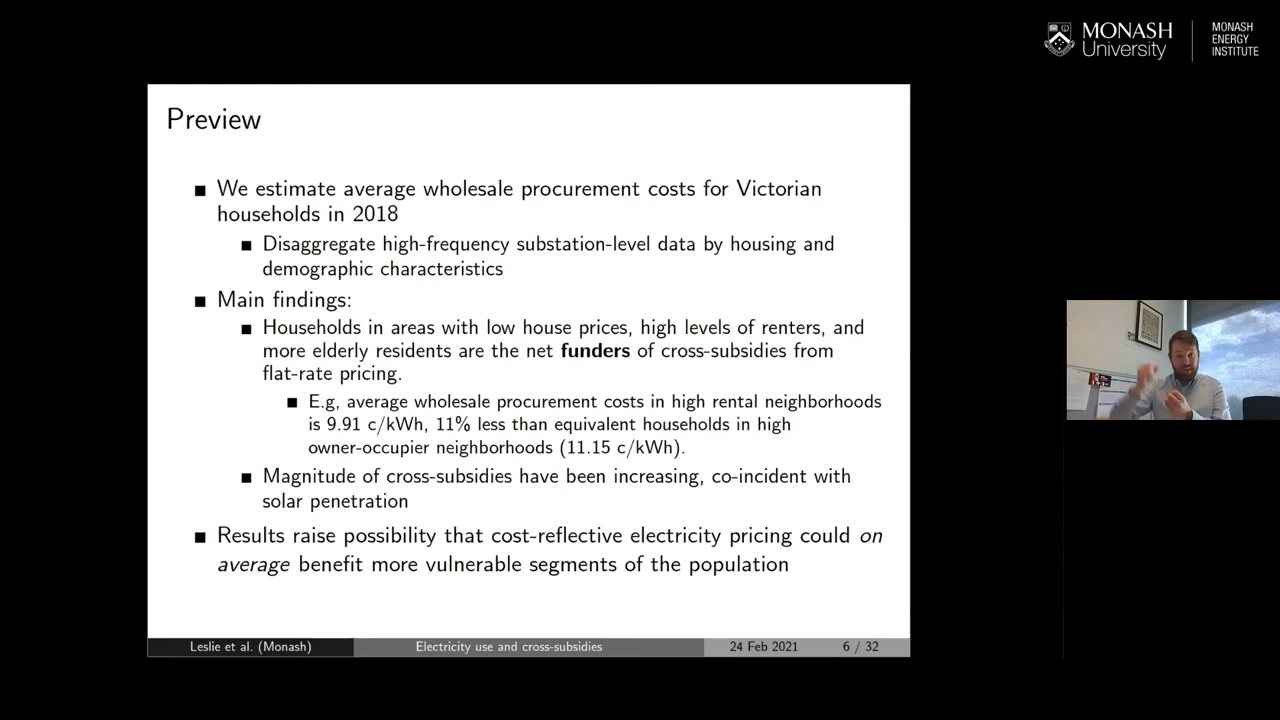 MONASH
University
MONASH
ENERGY
INSTITUTE
Preview
We estimate average wholesale procurement costs for Victorian
households in 2018
Disaggregate high-frequency substation-level data by housing and
demographic characteristics
Main findings:
Households in areas with low house prices, high levels of renters, and
more elderly residents are the net funders of cross-subsidies from
flat-rate pricing.
E.g, average wholesale procurement costs in high rental neighborhoods
is 9.91 c/kWh, 11% less than equivalent households in high
owner-occupier neighborhoods (11.15 c/kWh).
Magnitude of cross-subsidies have been increasing, co-incident with
solar penetration
Results raise possibility that cost-reflective electricity pricing could on
average benefit more vulnerable segments of the population
Leslie et al. (Monash) Electricity use and cross-subsidies 24 Feb 2021 6 / 32